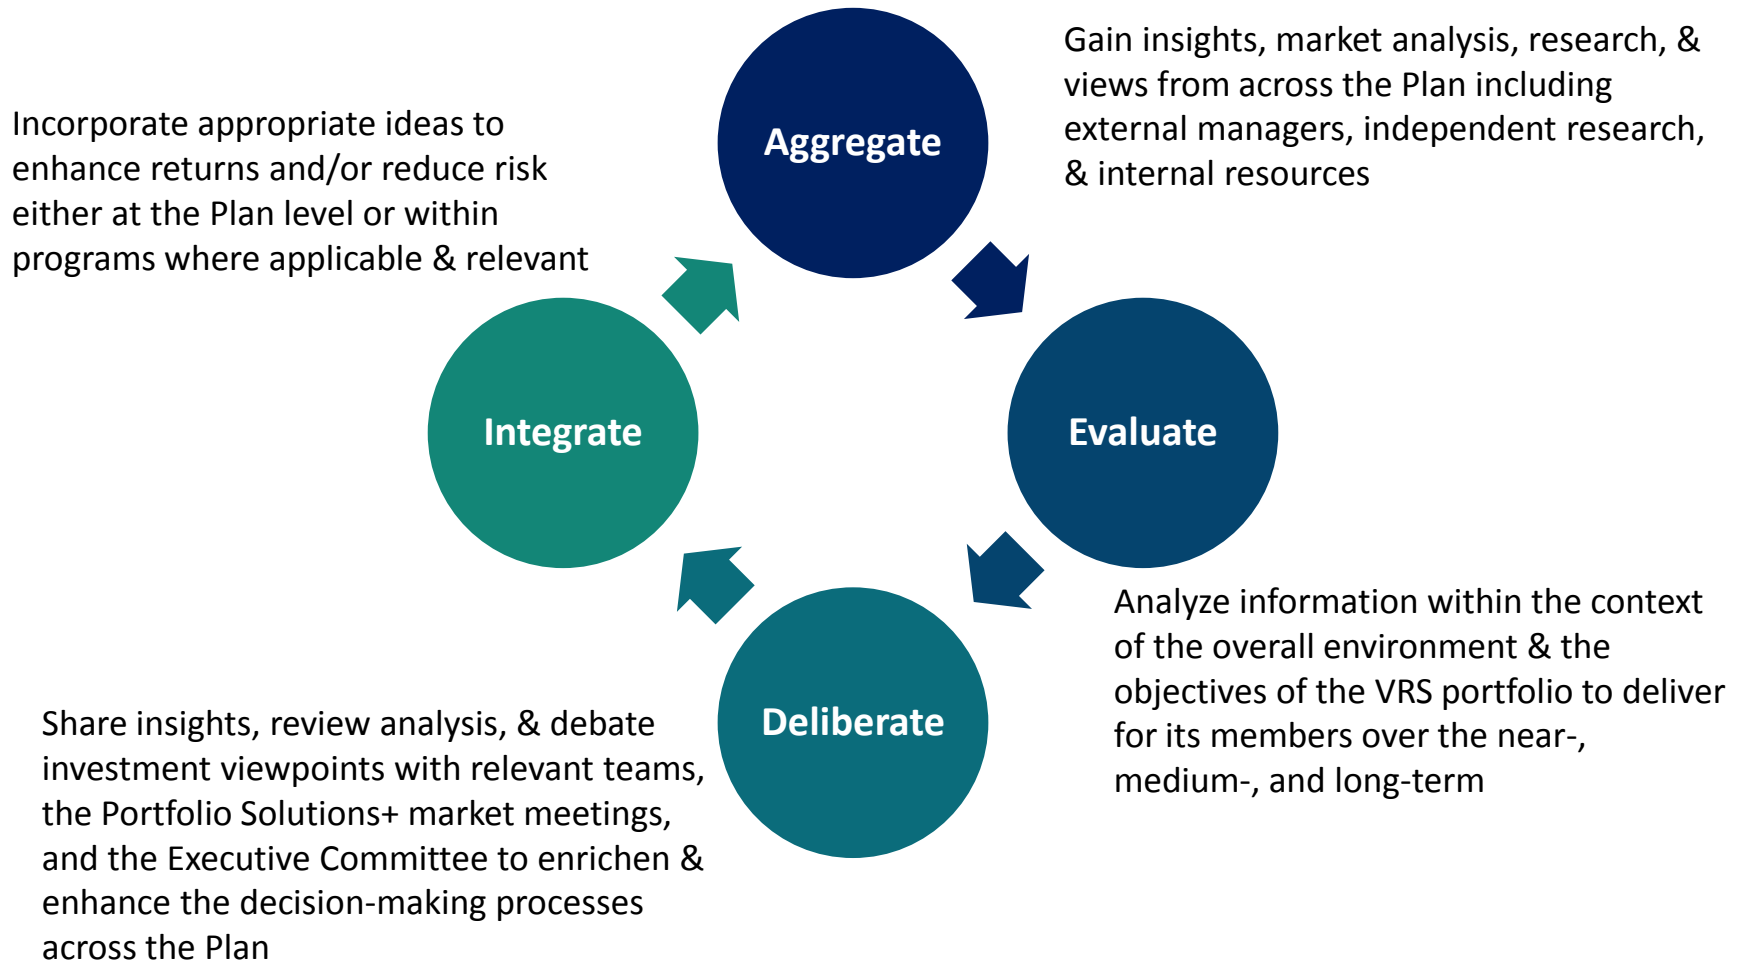 Aggregate
Gain insights, market analysis, research, &
views from across the Plan including
external managers, independent research,
& internal resources
Evaluate
Analyze information within the context
of the overall environment & the
objectives of the VRS portfolio to deliver
for its members over the near-,
medium-, and long-term
Deliberate
Share insights, review analysis, & debate
investment viewpoints with relevant teams,
the Portfolio Solutions+ market meetings,
and the Executive Committee to enrichen &
enhance the decision-making processes
across the Plan
Integrate
Incorporate appropriate ideas to
enhance returns and/or reduce risk
either at the Plan level or within
programs where applicable & relevant